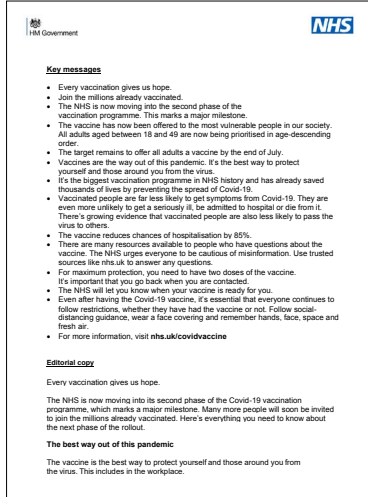 HM Government
NHS
Key messages
• Every vaccination gives us hope.
• Join the millions already vaccinated.
• The NHS is now moving into the second phase of the
vaccination programme. This marks a major milestone.
• The vaccine has now been offered to the most vulnerable people in our society.
All adults aged between 18 and 49 are now being prioritised in age-descending
order.
• The target remains to offer all adults a vaccine by the end of July.
• Vaccines are the way out of this pandemic. It's the best way to protect
yourself and those around you from the virus.
• It's the biggest vaccination programme in NHS history and has already saved
thousands of lives by preventing the spread of Covid-19.
• Vaccinated people are far less likely to get symptoms from Covid-19. They are
even more unlikely to get a seriously ill, be admitted to hospital or die from it.
There's growing evidence that vaccinated people are also less likely to pass the
virus to others.
• The vaccine reduces chances of hospitalisation by 85%.
• There are many resources available to people who have questions about the
vaccine. The NHS urges everyone to be cautious of misinformation. Use trusted
sources like nhs.uk to answer any questions.
• For maximum protection, you need to have two doses of the vaccine.
It's important that you go back when you are contacted.
• The NHS will let you know when your vaccine is ready for you.
• Even after having the Covid-19 vaccine, it's essential that everyone continues to
follow restrictions, whether they have had the vaccine or not. Follow social-
distancing guidance, wear a face covering and remember hands, face, space and
fresh air.
• For more information, visit nhs.uk/covidvaccine
Editorial copy
Every vaccination gives us hope.
The NHS is now moving into its second phase of the Covid-19 vaccination
programme, which marks a major milestone. Many more people will soon be invited
to join the millions already vaccinated. Here's everything you need to know about
the next phase of the rollout.
The best way out of this pandemic
The vaccine is the best way to protect yourself and those around you from
the virus. This includes in the workplace.